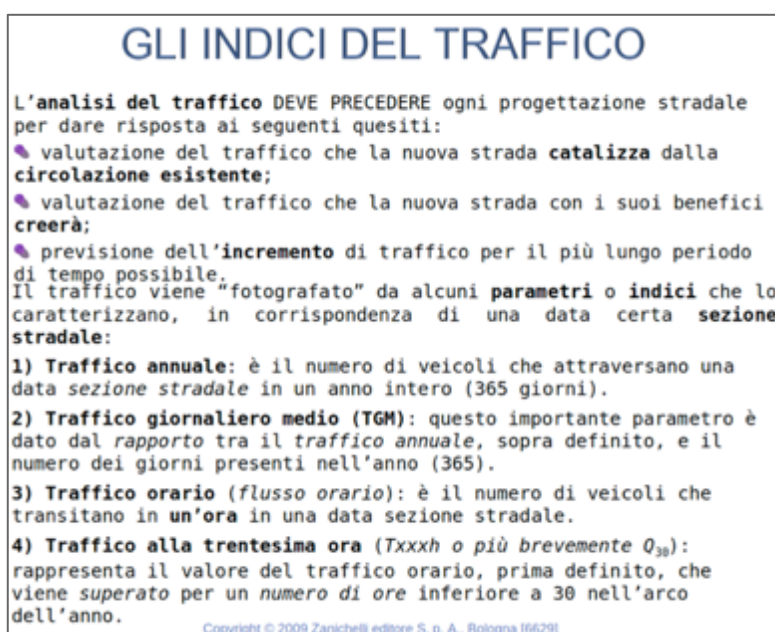 GLI INDICI DEL TRAFFICO
L'analisi del traffico DEVE PRECEDERE ogni progettazione stradale
per dare risposta ai seguenti quesiti:
valutazione del traffico che la nuova strada catalizza dalla
circolazione esistente;
valutazione del traffico che la nuova strada con i suoi benefici
creerà;
previsione dell'incremento di traffico per il più lungo periodo
di tempo possibile.
Il traffico viene “fotografato” da alcuni parametri o indici che lo
caratterizzano, in corrispondenza di una data certa sezione
stradale:
1) Traffico annuale: è il numero di veicoli che attraversano una
data sezione stradale in un anno intero (365 giorni).
2) Traffico giornaliero medio (TGM): questo importante parametro è
dato dal rapporto tra il traffico annuale, sopra definito, e il
numero dei giorni presenti nell'anno (365).
3) Traffico orario (flusso orario): è il numero di veicoli che
transitano in un'ora in una data sezione stradale.
4) Traffico alla trentesima ora (Txxxh o più brevemente Q30):
rappresenta il valore del traffico orario, prima definito, che
viene superato per un numero di ore inferiore a 30 nell'arco
dell'anno.
Copyright © 2009 Zanichelli editore S. p. A., Bologna [6629]